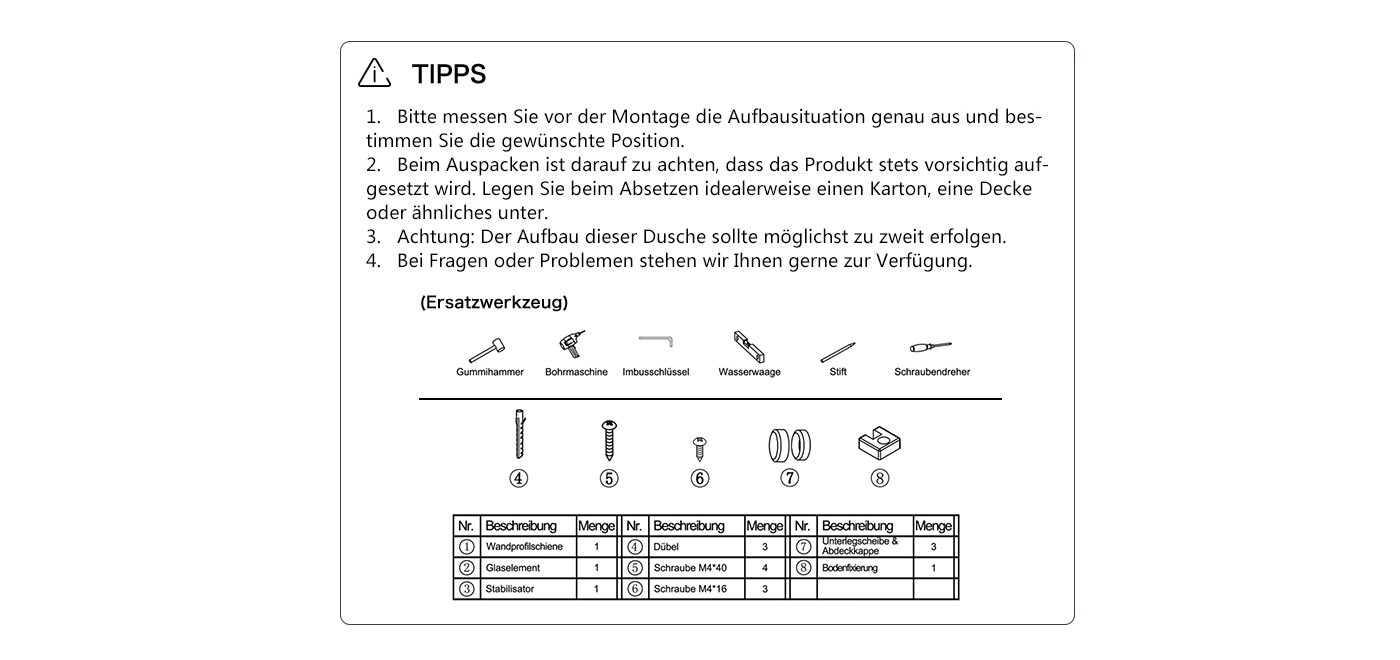 TIPPS
1. Bitte messen Sie vor der Montage die Aufbausituation genau aus und bes-
timmen Sie die gewünschte Position.
2. Beim Auspacken ist darauf zu achten, dass das Produkt stets vorsichtig auf-
gesetzt wird. Legen Sie beim Absetzen idealerweise einen Karton, eine Decke
oder ähnliches unter.
3. Achtung: Der Aufbau dieser Dusche sollte möglichst zu zweit erfolgen.
4. Bei Fragen oder Problemen stehen wir Ihnen gerne zur Verfügung.
(Ersatzwerkzeug)
Gummihammer Bohrmaschine Imbusschlüssel Wasserwaage Stift Schraubendreher
④ ⑤ ⑥ ⑦ ⑧
Nr. Beschreibung Menge Nr. Beschreibung Menge Nr. Beschreibung Menge
① Wandprofilschiene 1 ④ Dübel 3 ⑦ Unterlegscheibe & Abdeckkappe 3
② Glaselement 1 ⑤ Schraube M4*40 4 ⑧ Bodenfixierung 1
③ Stabilisator 1 ⑥ Schraube M4*16 3